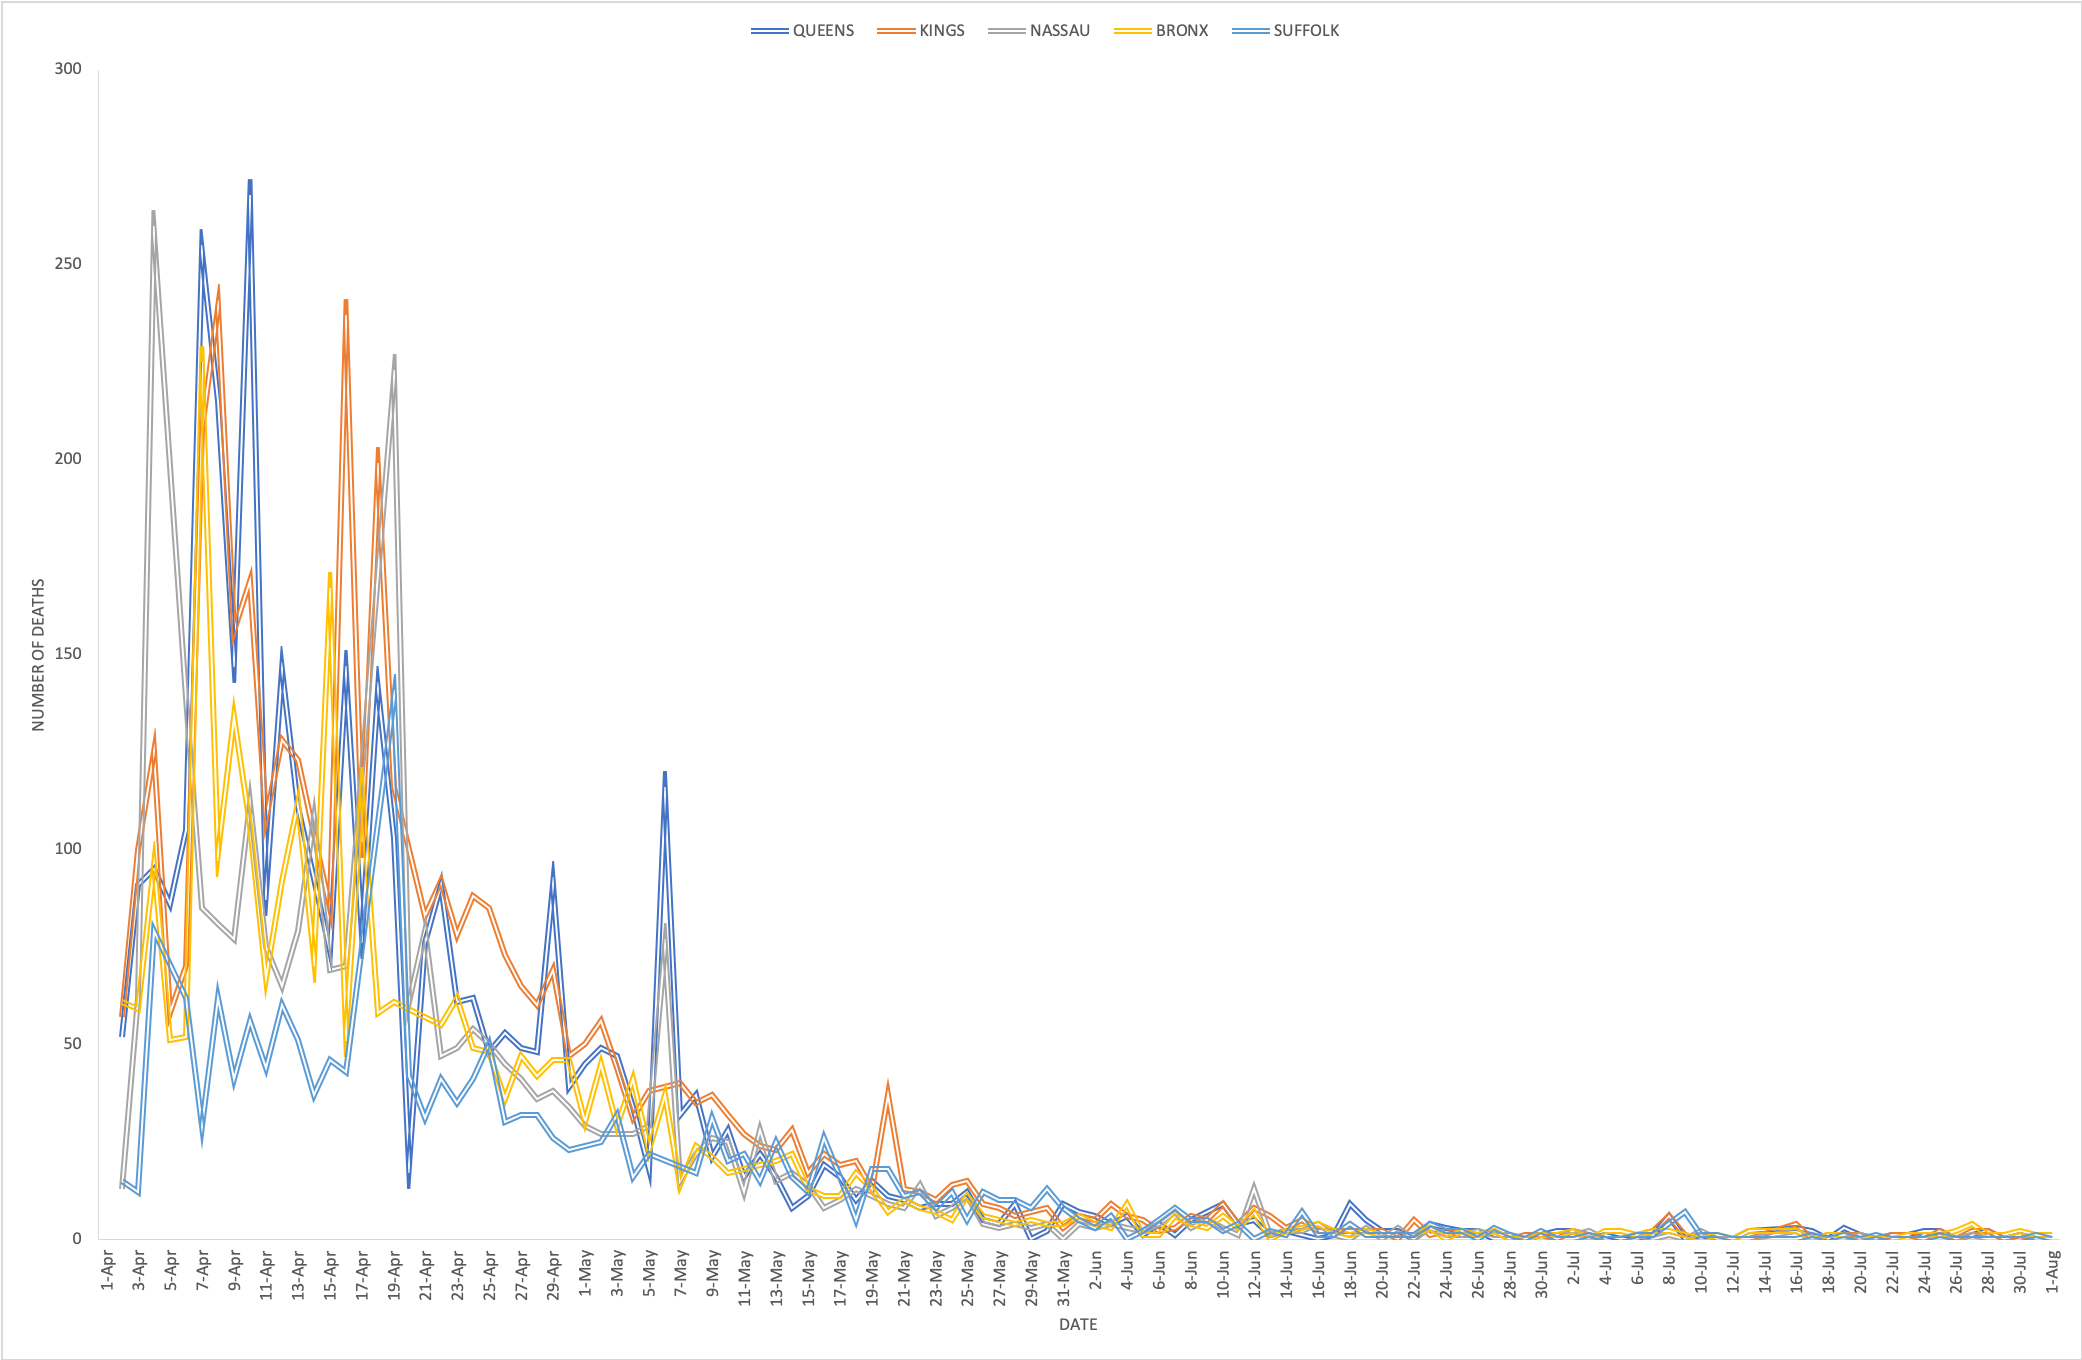 QUEENS KINGS NASSAU BRONX SUFFOLK
300
250
200
150
100
50
0
NUMBER OF DEATHS
1-Apr 3-Apr 5-Apr 7-Apr 9-Apr 11-Apr 13-Apr 15-Apr 17-Apr 19-Apr 21-Apr 23-Apr 25-Apr 27-Apr 29-Apr 1-May 3-May 5-May 7-May 9-May 11-May 13-May 15-May 17-May 19-May 21-May 23-May 25-May 27-May 29-May 31-May 2-Jun 4-Jun 6-Jun 8-Jun 10-Jun 12-Jun 14-Jun 16-Jun 18-Jun 20-Jun 22-Jun 24-Jun 26-Jun 28-Jun 30-Jun 2-Jul 4-Jul 6-Jul 8-Jul 10-Jul 12-Jul 14-Jul 16-Jul 18-Jul 20-Jul 22-Jul 24-Jul 26-Jul 28-Jul 30-Jul 1-Aug
DATE